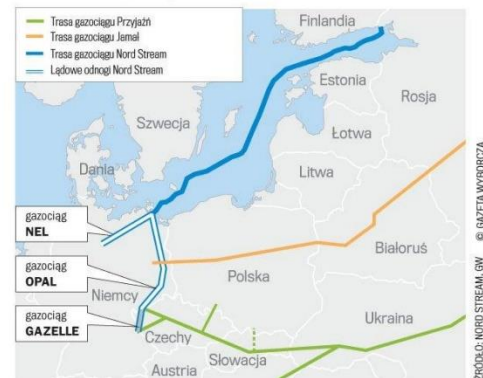 Trasa gazociągu Przyjaźń
Trasa gazociągu Jamał
Trasa gazociągu Nord Stream
Lądowe odnogi Nord Stream
Finlandia
Estonia
Rosja
Szwecja
Łotwa
Dania
Litwa
gazociąg
NEL
Białoruś
gazociąg
OPAL
Polska
Niemcy
gazociąg
GAZELLE
Ukraina
Czechy
Słowacja
Austria
ŹRÓDŁO: NORD STREAM, GW © GAZETA WYBORCZA